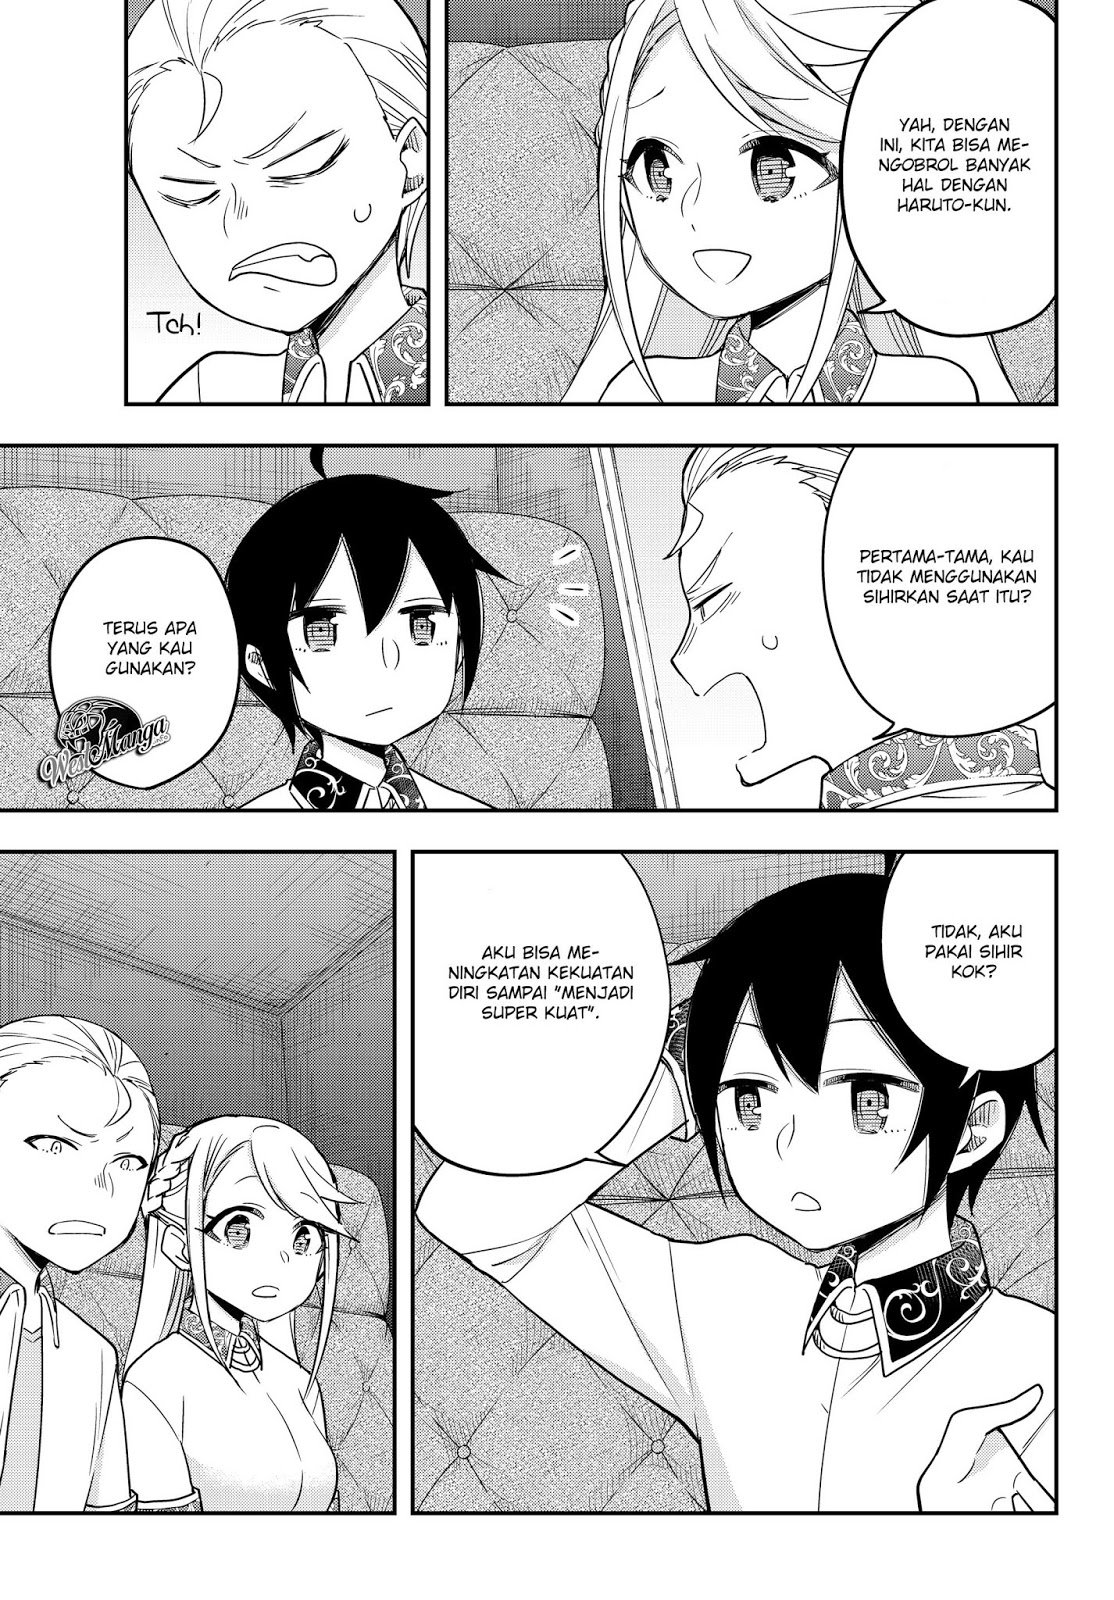 YAH, DENGAN
INI, KITA BISA ME-
NGOBROL BANYAK
HAL DENGAN
HARUTO-KUN.
Tch!
PERTAMA-TAMA, KAU
TIDAK MENGGUNAKAN
SIHIRKAN SAAT ITU?
TERUS APA
YANG KAU
GUNAKAN?
WestManga
TIDAK, AKU
PAKAI SIHIR
KOK?
AKU BISA ME-
NINGKATAN KEKUATAN
DIRI SAMPAI "MENJADI
SUPER KUAT".